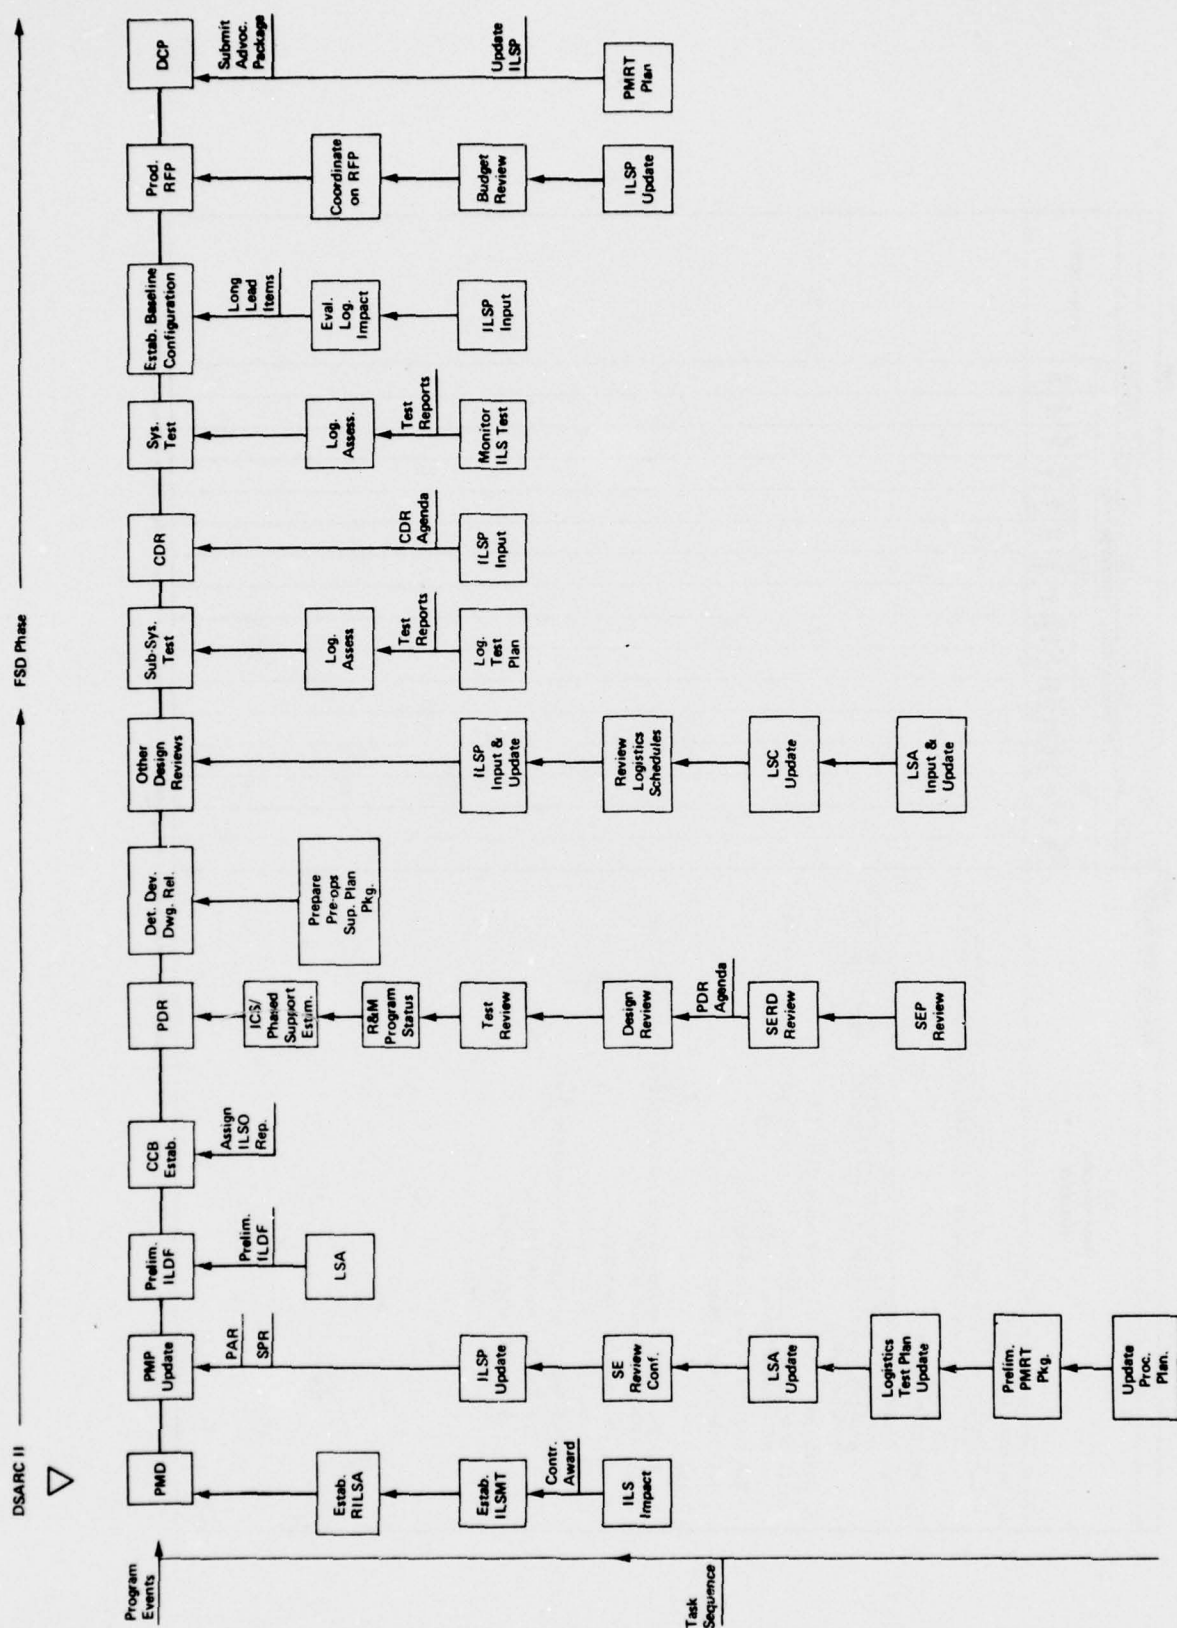 DSARC II
FSD Phase
Program
Events
Task
Sequence
PMD
Estab.
RILSA
Estab.
ILSMT
Contr.
Award
ILS
Impact
PMP
Update
PAR
SPR
ILSP
Update
SE
Review
Conf.
LSA
Update
Logistics
Test Plan
Update
Prelim.
PMRT
Pkg.
Update
Proc.
Plan.
Prelim.
ILDF
Prelim.
ILDF
LSA
CCB
Estab.
Assign
ILSO
Rep.
PDR
ICS/
Phased
Support
Estim.
R&M
Program
Status
Test
Review
Design
Review
PDR
Agenda
SERD
Review
SEP
Review
Det. Dev.
Dwg. Rel.
Prepare
Pre-ops
Sup. Plan
Pkg.
Other
Design
Reviews
ILSP
Input &
Update
Review
Logistics
Schedules
LSC
Update
LSA
Input &
Update
Sub-Sys.
Test
Log.
Assess
Test
Reports
Log.
Test
Plan
CDR
CDR
Agenda
ILSP
Input
Sys.
Test
Log.
Assess.
Test
Reports
Monitor
ILS Test
Estab. Baseline
Configuration
Long
Lead
Items
Eval.
Log.
Impact
ILSP
Input
Prod.
RFP
Coordinate
on RFP
Budget
Review
ILSP
Update
DCP
Submit
Advoc.
Package
Update
ILSP
PMRT
Plan